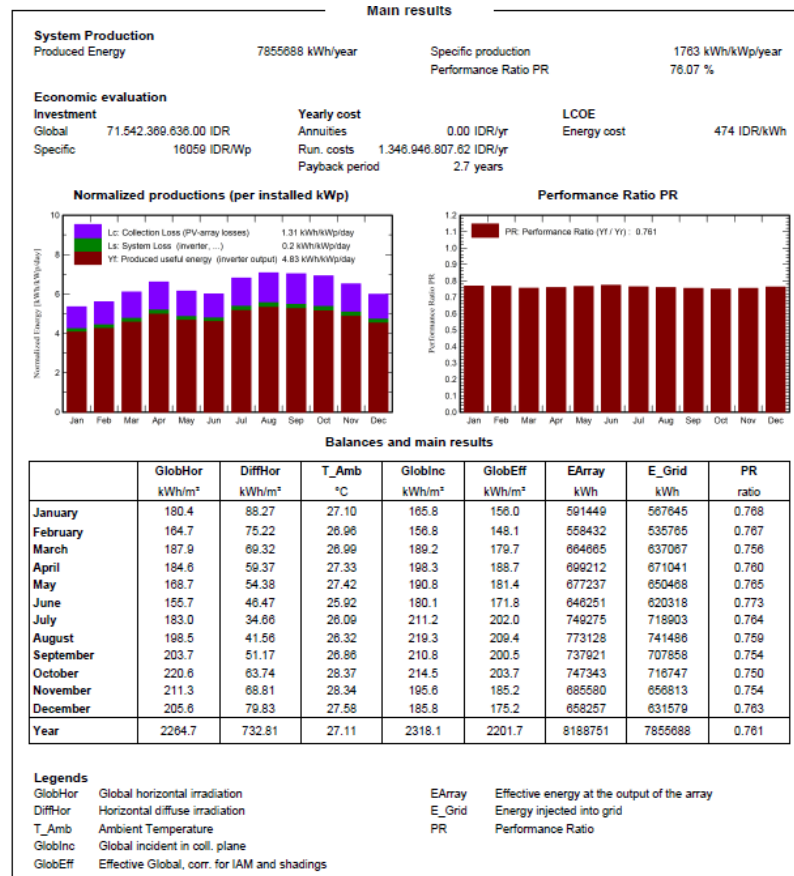 Main results
System Production
Produced Energy 7855688 kWh/year Specific production 1763 kWh/kWp/year
Performance Ratio PR 76.07 %
Economic evaluation
Investment Yearly cost LCOE
Global 71.542.369.636.00 IDR Annuities 0.00 IDR/yr Energy cost 474 IDR/kWh
Specific 16059 IDR/Wp Run. costs 1.346.946.807.62 IDR/yr
Payback period 2.7 years
Normalized productions (per installed kWp)
Lc: Collection Loss (PV-array losses) 1.31 kWh/kWp/day
Ls: System Loss (inverter, ...) 0.2 kWh/kWp/day
Yf: Produced useful energy (inverter output) 4.83 kWh/kWp/day
Normalized Energy [kWh/kWp/day]
10
8
6
4
2
0
Jan Feb Mar Apr May Jun Jul Aug Sep Oct Nov Dec
Performance Ratio PR
PR: Performance Ratio (Yf / Yr) : 0.761
Performance Ratio PR
1.2
1.1
1.0
0.9
0.8
0.7
0.6
0.5
0.4
0.3
0.2
0.1
0.0
Jan Feb Mar Apr May Jun Jul Aug Sep Oct Nov Dec
Balances and main results
GlobHor DiffHor T_Amb GlobInc GlobEff EArray E_Grid PR
kWh/m² kWh/m² °C kWh/m² kWh/m² kWh kWh ratio
January 180.4 88.27 27.10 165.8 156.0 591449 567645 0.768
February 164.7 75.22 26.96 156.8 148.1 558432 535765 0.767
March 187.9 69.32 26.99 189.2 179.7 664665 637067 0.756
April 184.6 59.37 27.33 198.3 188.7 699212 671041 0.760
May 168.7 54.38 27.42 190.8 181.4 677237 650468 0.765
June 155.7 46.47 25.92 180.1 171.8 646251 620318 0.773
July 183.0 34.66 26.09 211.2 202.0 749275 718903 0.764
August 198.5 41.56 26.32 219.3 209.4 773128 741486 0.759
September 203.7 51.17 26.86 210.8 200.5 737921 707858 0.754
October 220.6 63.74 28.37 214.5 203.7 747343 716747 0.750
November 211.3 68.81 28.34 195.6 185.2 685580 656813 0.754
December 205.6 79.83 27.58 185.8 175.2 658257 631579 0.763
Year 2264.7 732.81 27.11 2318.1 2201.7 8188751 7855688 0.761
Legends
GlobHor Global horizontal irradiation EArray Effective energy at the output of the array
DiffHor Horizontal diffuse irradiation E_Grid Energy injected into grid
T_Amb Ambient Temperature PR Performance Ratio
GlobInc Global incident in coll. plane
GlobEff Effective Global, corr. for IAM and shadings